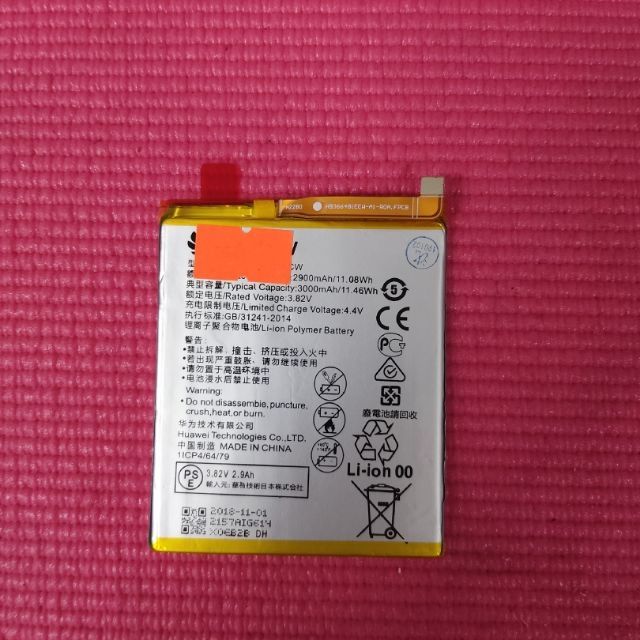 HB366481ECW-A1-ROA,FPCB
CW
2900mAh/11.08Wh
典型容量/Typical Capacity:3000mAh/11.46Wh
额定电压/Rated Voltage:3.82V
充电限制电压/Limited Charge Voltage:4.4V
执行标准:GB/31241-2014
锂离子聚合物电池/Li-ion Polymer Battery
5
CE
•禁止拆解、撞击、挤压或投入火中
•若出现严重鼓胀、请勿继续使用
•请勿置于高温环境中
•电池浸水后禁止使用
Warning:
•Do not disassemble,puncture,
crush,heat,or burn.
廢電池請回收
华为技术有限公司
Huawei Technologies Co.,LTD.
中国制造 MADE IN CHINA
1ICP4/64/79
Li-ion 00
PS
E
3.82V 2.9Ah
輸入元:華為技術日本株式会社
2018-11-01
2157AIG614
X0EB2B DH